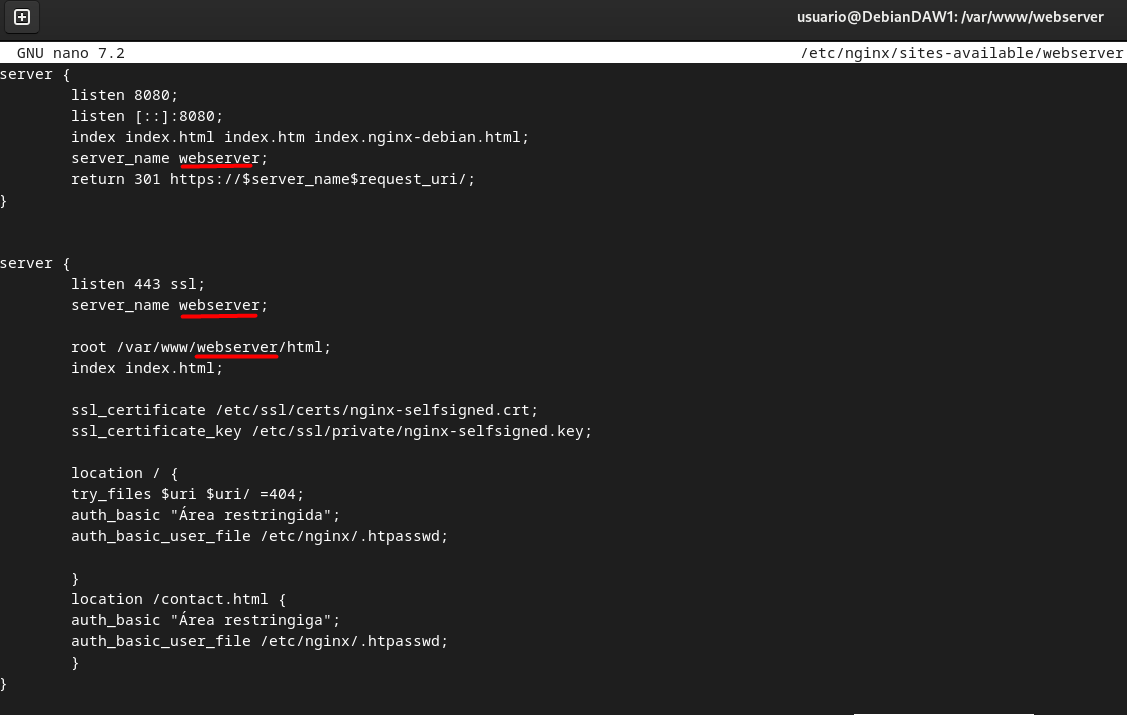 usuario@DebianDAW1: /var/www/webserver
GNU nano 7.2 /etc/nginx/sites-available/webserver
server {
listen 8080;
listen [::]:8080;
index index.html index.htm index.nginx-debian.html;
server_name webserver;
return 301 https://$server_name$request_uri/;
}
server {
listen 443 ssl;
server_name webserver;
root /var/www/webserver/html;
index index.html;
ssl_certificate /etc/ssl/certs/nginx-selfsigned.crt;
ssl_certificate_key /etc/ssl/private/nginx-selfsigned.key;
location / {
try_files $uri $uri/ =404;
auth_basic "Área restringida";
auth_basic_user_file /etc/nginx/.htpasswd;
}
location /contact.html {
auth_basic "Área restringiga";
auth_basic_user_file /etc/nginx/.htpasswd;
}
}